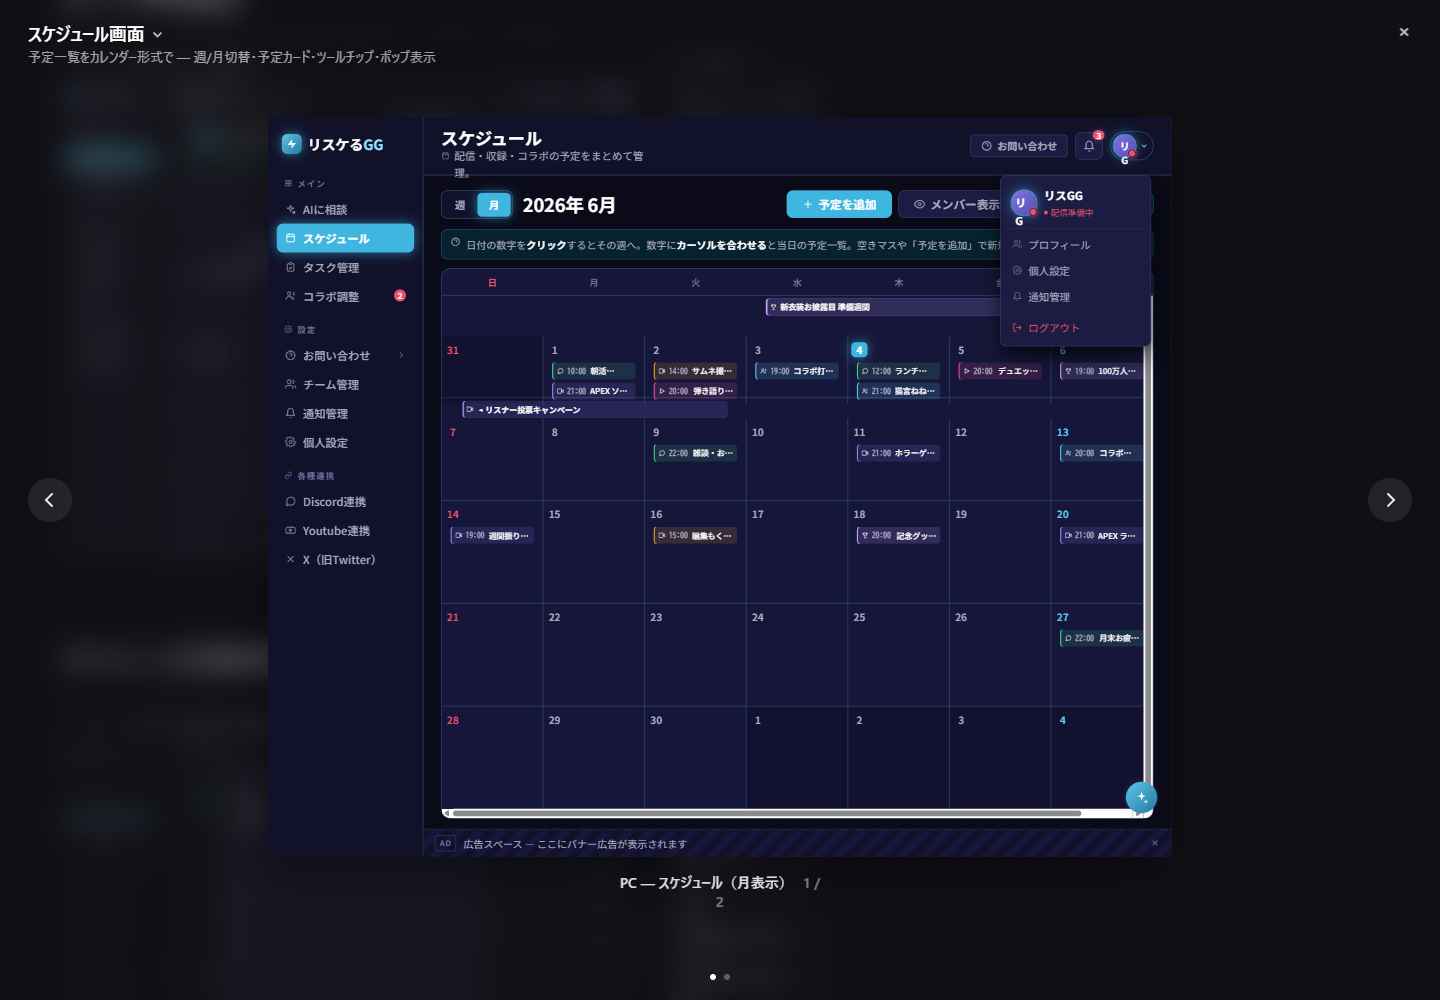 スケジュール画面
予定一覧をカレンダー形式で — 週/月切替・予定カード・ツールチップ・ポップ表示
リスケるGG
メイン
AIに相談
スケジュール
タスク管理
コラボ調整 2
設定
お問い合わせ
チーム管理
通知管理
個人設定
各種連携
Discord連携
Youtube連携
X（旧Twitter）
スケジュール
配信・収録・コラボの予定をまとめて管
理。
お問い合わせ
3
リ
G
週 月 2026年 6月
＋ 予定を追加
メンバー表示
リ
G
リスGG
配信準備中
プロフィール
個人設定
通知管理
ログアウト
日付の数字をクリックするとその週へ。数字にカーソルを合わせると当日の予定一覧。空きマスや「予定を追加」で新
日 月 火 水 木
新衣装お披露目 準備週間
31 1 2 3 4 5 6
10:00 朝活… 14:00 サムネ撮… 19:00 コラボ打… 12:00 ランチ… 20:00 デュエッ… 19:00 100万人…
21:00 APEX ソ… 20:00 弾き語り… 21:00 猫宮ねね…
◂ リスナー投票キャンペーン
7 8 9 10 11 12 13
22:00 雑談・お… 21:00 ホラーゲ… 20:00 コラボ…
14 15 16 17 18 19 20
19:00 週間振り… 15:00 編集もく… 20:00 記念グッ… 21:00 APEX ラ…
21 22 23 24 25 26 27
22:00 月末お疲…
28 29 30 1 2 3 4
AD 広告スペース — ここにバナー広告が表示されます
PC — スケジュール（月表示） 1 /
2